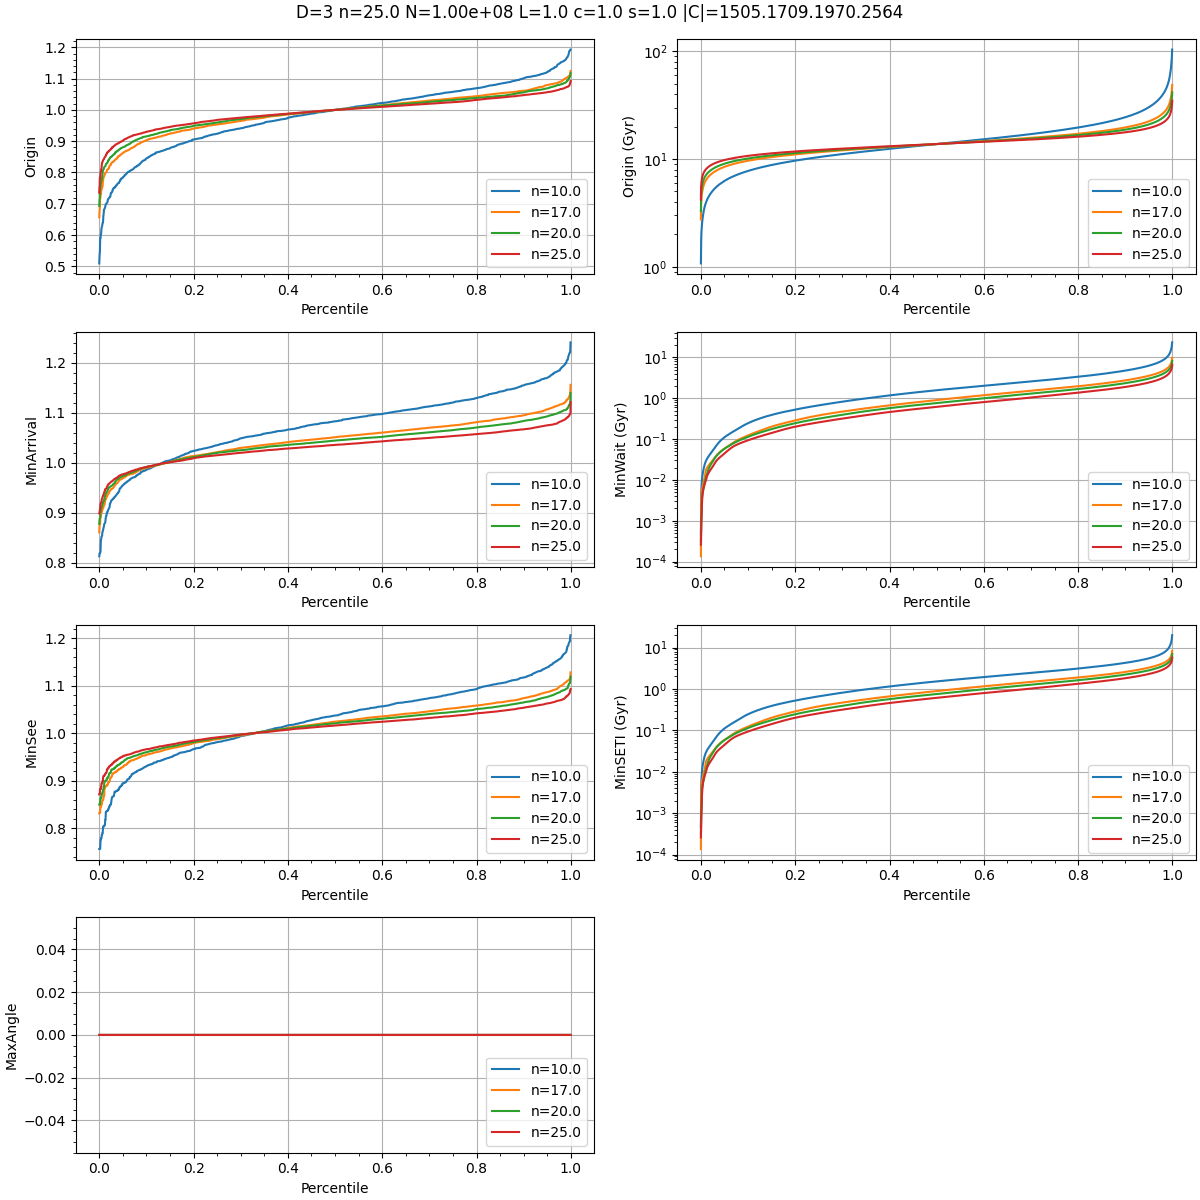 D=3 n=25.0 N=1.00e+08 L=1.0 c=1.0 s=1.0 |C|=1505.1709.1970.2564
1.2
1.1
1.0
0.9
0.8
0.7
0.6
0.5
Origin
0.0 0.2 0.4 0.6 0.8 1.0
Percentile
n=10.0
n=17.0
n=20.0
n=25.0
10²
10¹
10⁰
Origin (Gyr)
0.0 0.2 0.4 0.6 0.8 1.0
Percentile
n=10.0
n=17.0
n=20.0
n=25.0
1.2
1.1
1.0
0.9
0.8
MinArrival
0.0 0.2 0.4 0.6 0.8 1.0
Percentile
n=10.0
n=17.0
n=20.0
n=25.0
10¹
10⁰
10⁻¹
10⁻²
10⁻³
10⁻⁴
MinWait (Gyr)
0.0 0.2 0.4 0.6 0.8 1.0
Percentile
n=10.0
n=17.0
n=20.0
n=25.0
1.2
1.1
1.0
0.9
0.8
MinSee
0.0 0.2 0.4 0.6 0.8 1.0
Percentile
n=10.0
n=17.0
n=20.0
n=25.0
10¹
10⁰
10⁻¹
10⁻²
10⁻³
10⁻⁴
MinSETI (Gyr)
0.0 0.2 0.4 0.6 0.8 1.0
Percentile
n=10.0
n=17.0
n=20.0
n=25.0
0.04
0.02
0.00
−0.02
−0.04
MaxAngle
0.0 0.2 0.4 0.6 0.8 1.0
Percentile
n=10.0
n=17.0
n=20.0
n=25.0